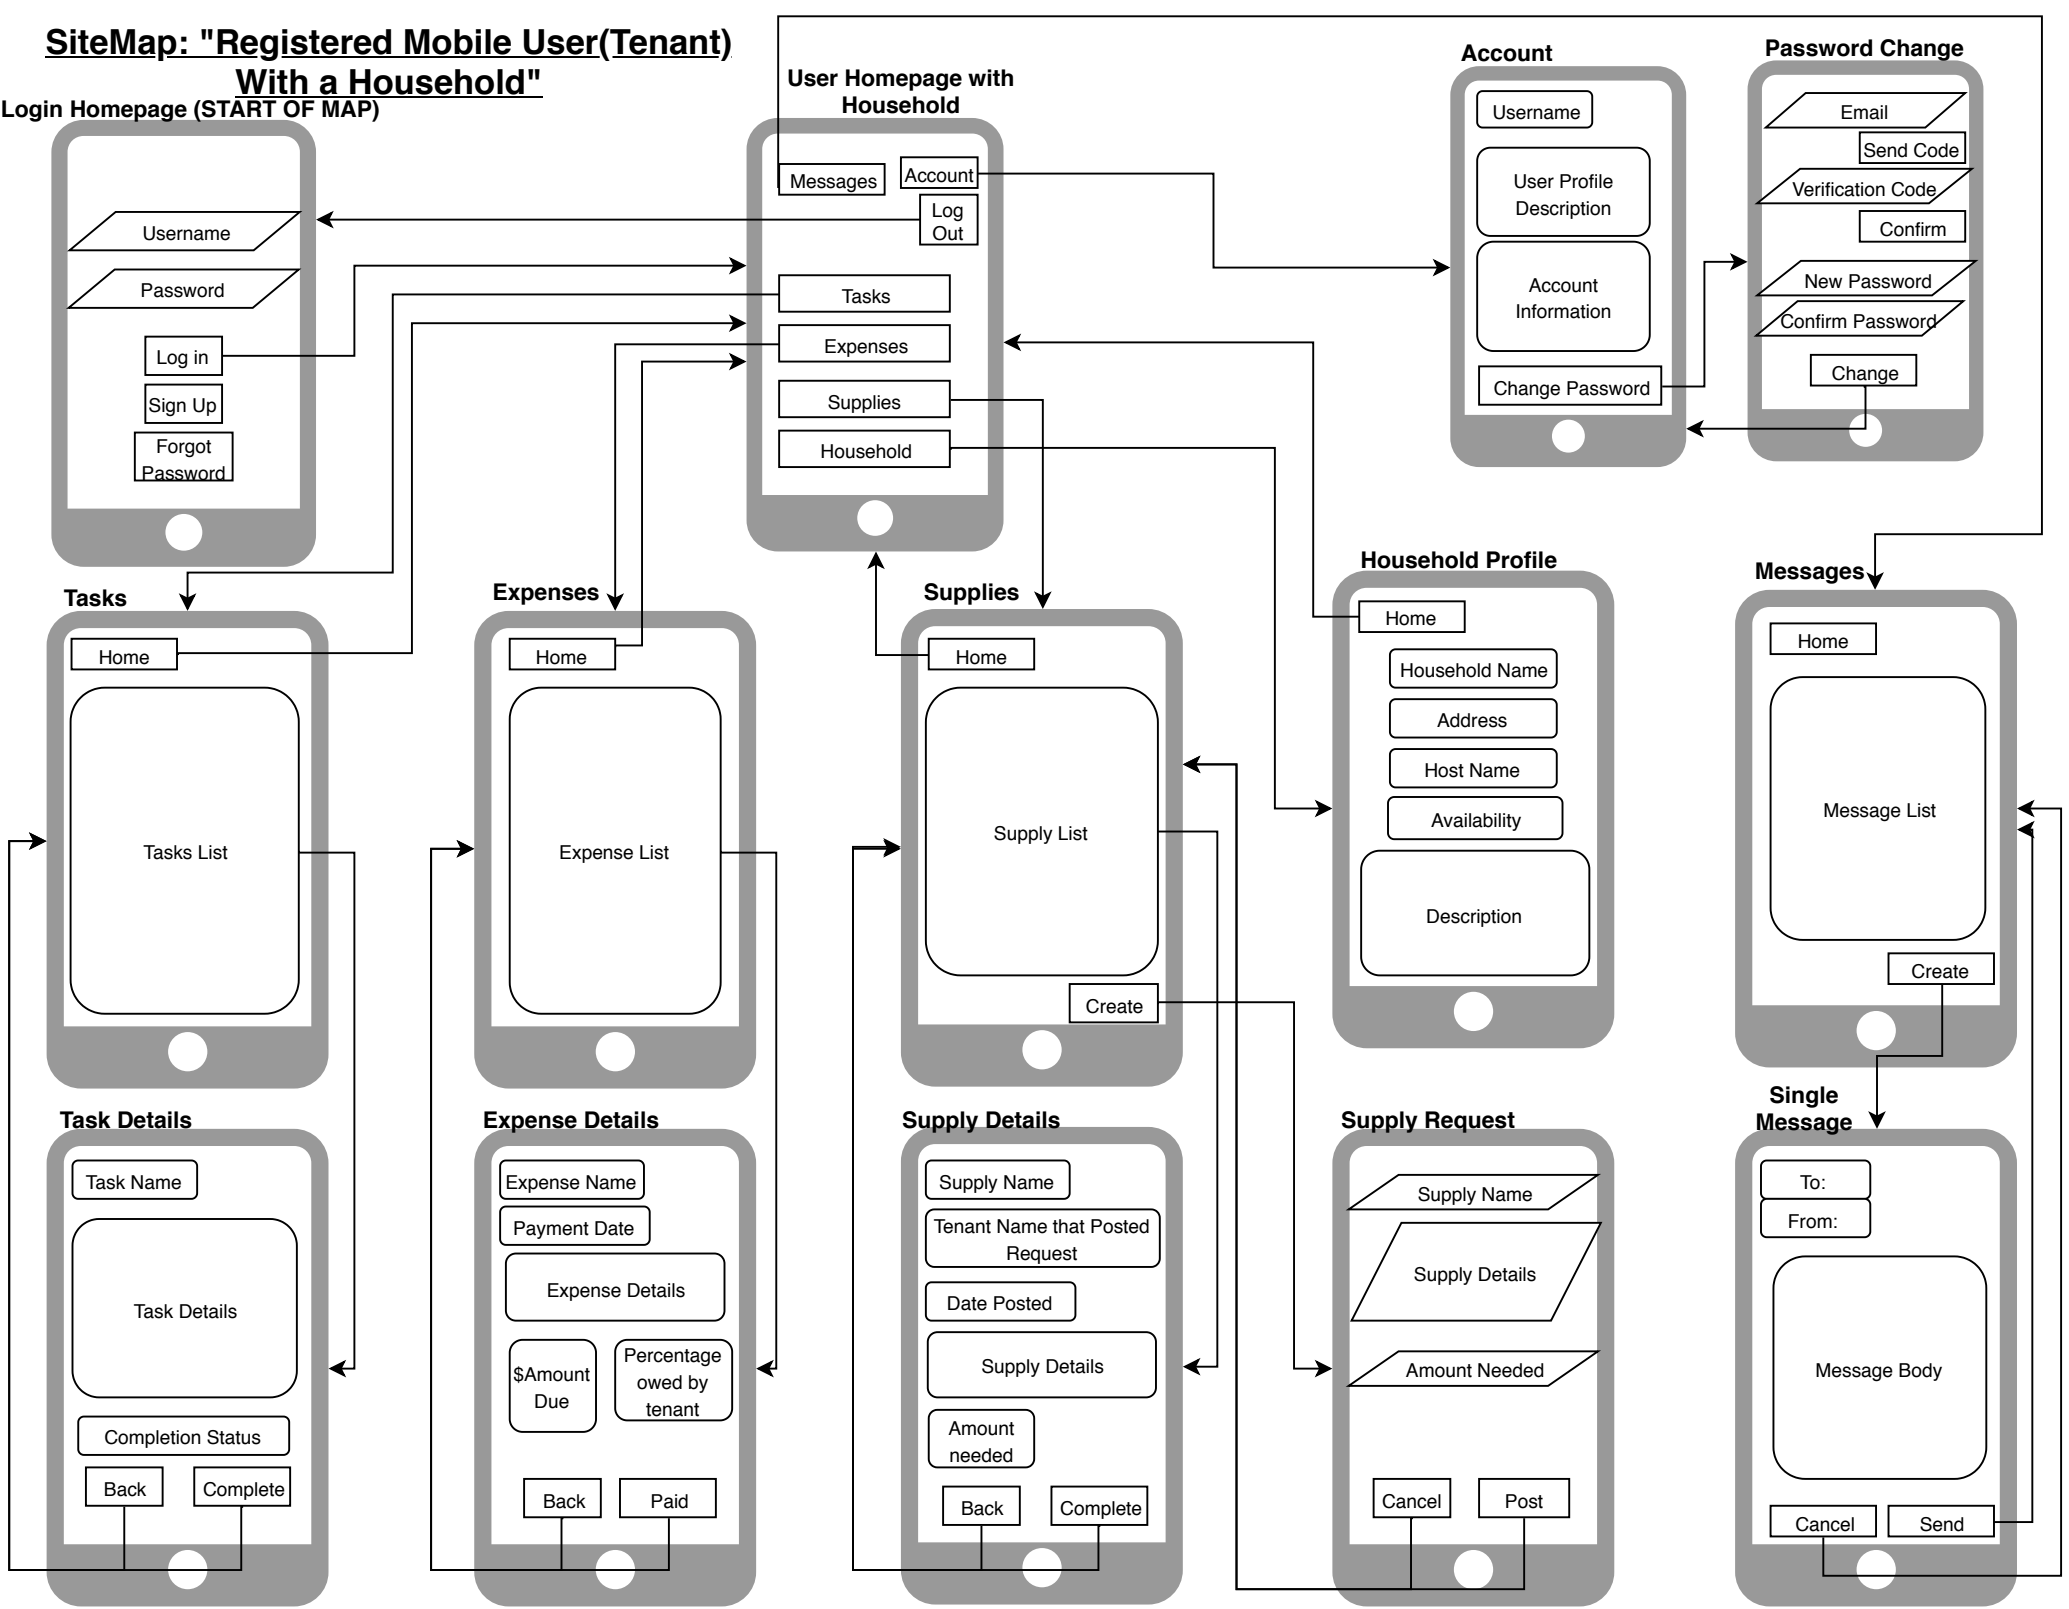 SiteMap: "Registered Mobile User(Tenant)
With a Household"
Login Homepage (START OF MAP)
Username
Password
Log in
Sign Up
Forgot
Password
User Homepage with
Household
Messages
Account
Log
Out
Tasks
Expenses
Supplies
Household
Account
Username
User Profile
Description
Account
Information
Change Password
Password Change
Email
Send Code
Verification Code
Confirm
New Password
Confirm Password
Change
Tasks
Home
Tasks List
Expenses
Home
Expense List
Supplies
Home
Supply List
Create
Household Profile
Home
Household Name
Address
Host Name
Availability
Description
Messages
Home
Message List
Create
Task Details
Task Name
Task Details
Completion Status
Back
Complete
Expense Details
Expense Name
Payment Date
Expense Details
$Amount
Due
Percentage
owed by
tenant
Back
Paid
Supply Details
Supply Name
Tenant Name that Posted
Request
Date Posted
Supply Details
Amount
needed
Back
Complete
Supply Request
Supply Name
Supply Details
Amount Needed
Cancel
Post
Single
Message
To:
From:
Message Body
Cancel
Send